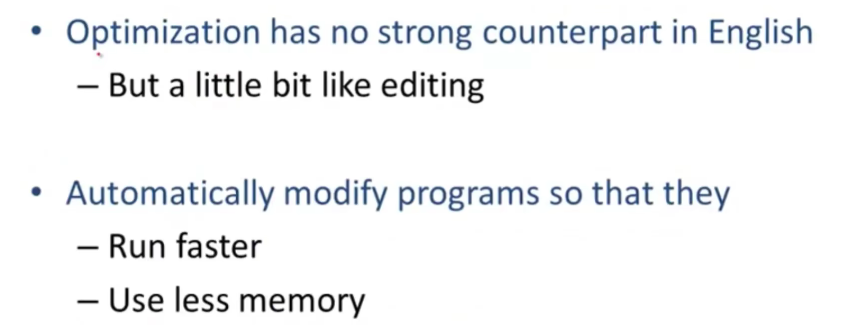 • Optimization has no strong counterpart in English
– But a little bit like editing
• Automatically modify programs so that they
– Run faster
– Use less memory